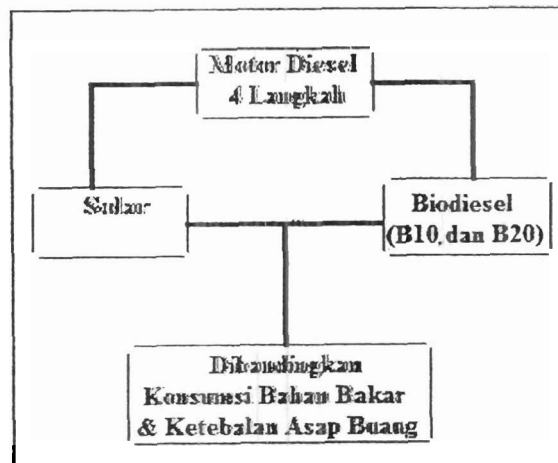 Motor Diesel
4 Langkah
Solar
Biodiesel
(B10, dan B20)
Dibandingkan
Konsumsi Bahan Bakar
& Ketebalan Asap Buang